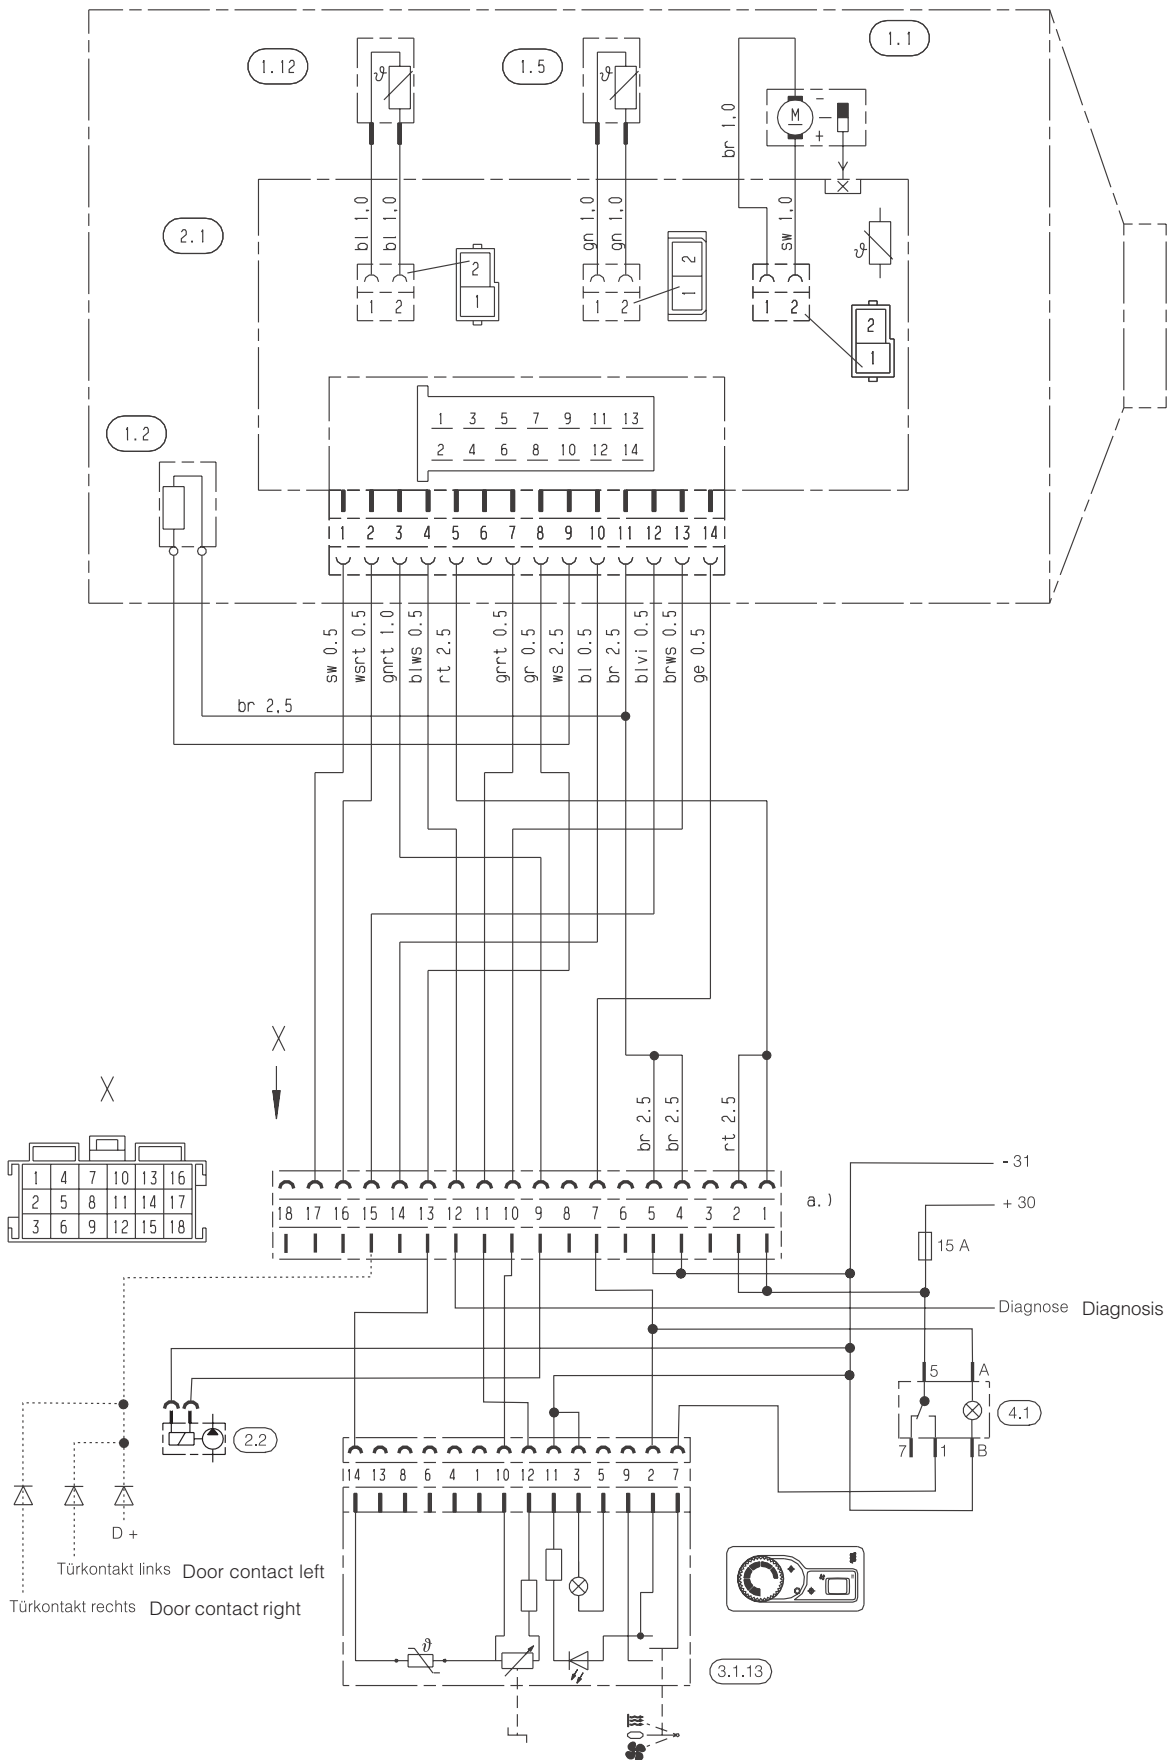 1.12
1.5
1.1
ϑ
ϑ
M
-
+
br 1,0
2.1
bl 1,0
bl 1,0
gn 1,0
gn 1,0
sw 1,0
ϑ
1 2
2
1
1 2
2
1
1 2
2
1
1.2
1 3 5 7 9 11 13
2 4 6 8 10 12 14
1 2 3 4 5 6 7 8 9 10 11 12 13 14
sw 0.5
wsrt 0.5
gnrt 1.0
blws 0.5
rt 2.5
grrt 0.5
gr 0.5
ws 2.5
bl 0.5
br 2.5
blvi 0.5
brws 0.5
ge 0.5
br 2,5
X
X
br 2.5
br 2.5
rt 2.5
1 4 7 10 13 16
2 5 8 11 14 17
3 6 9 12 15 18
18 17 16 15 14 13 12 11 10 9 8 7 6 5 4 3 2 1
a.)
- 31
+ 30
15 A
Diagnose Diagnosis
5 A
4.1
7 1 B
2.2
14 13 8 6 4 1 10 12 11 3 5 9 2 7
D +
Türkontakt links Door contact left
Türkontakt rechts Door contact right
ϑ
3.1.13